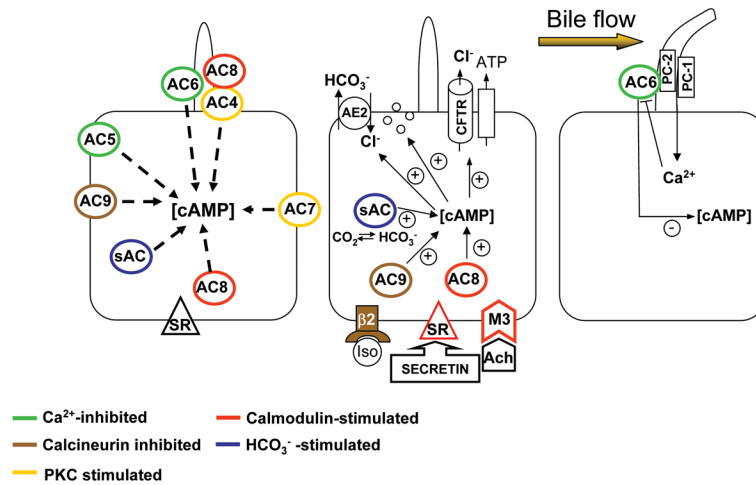 Bile flow
AC8
AC6
AC4
AC5
AC9
[cAMP]
AC7
sAC
AC8
SR
HCO₃⁻
Cl⁻
ATP
AE2
CFTR
Cl⁻
+
+
+
sAC
+
[cAMP]
CO₂ HCO₃⁻
+
+
AC9
AC8
β2
Iso
SR
SECRETIN
M3
Ach
AC6
PC-2
PC-1
Ca²⁺
[cAMP]
-
Ca²⁺-inhibited
Calmodulin-stimulated
Calcineurin inhibited
HCO₃⁻ -stimulated
PKC stimulated